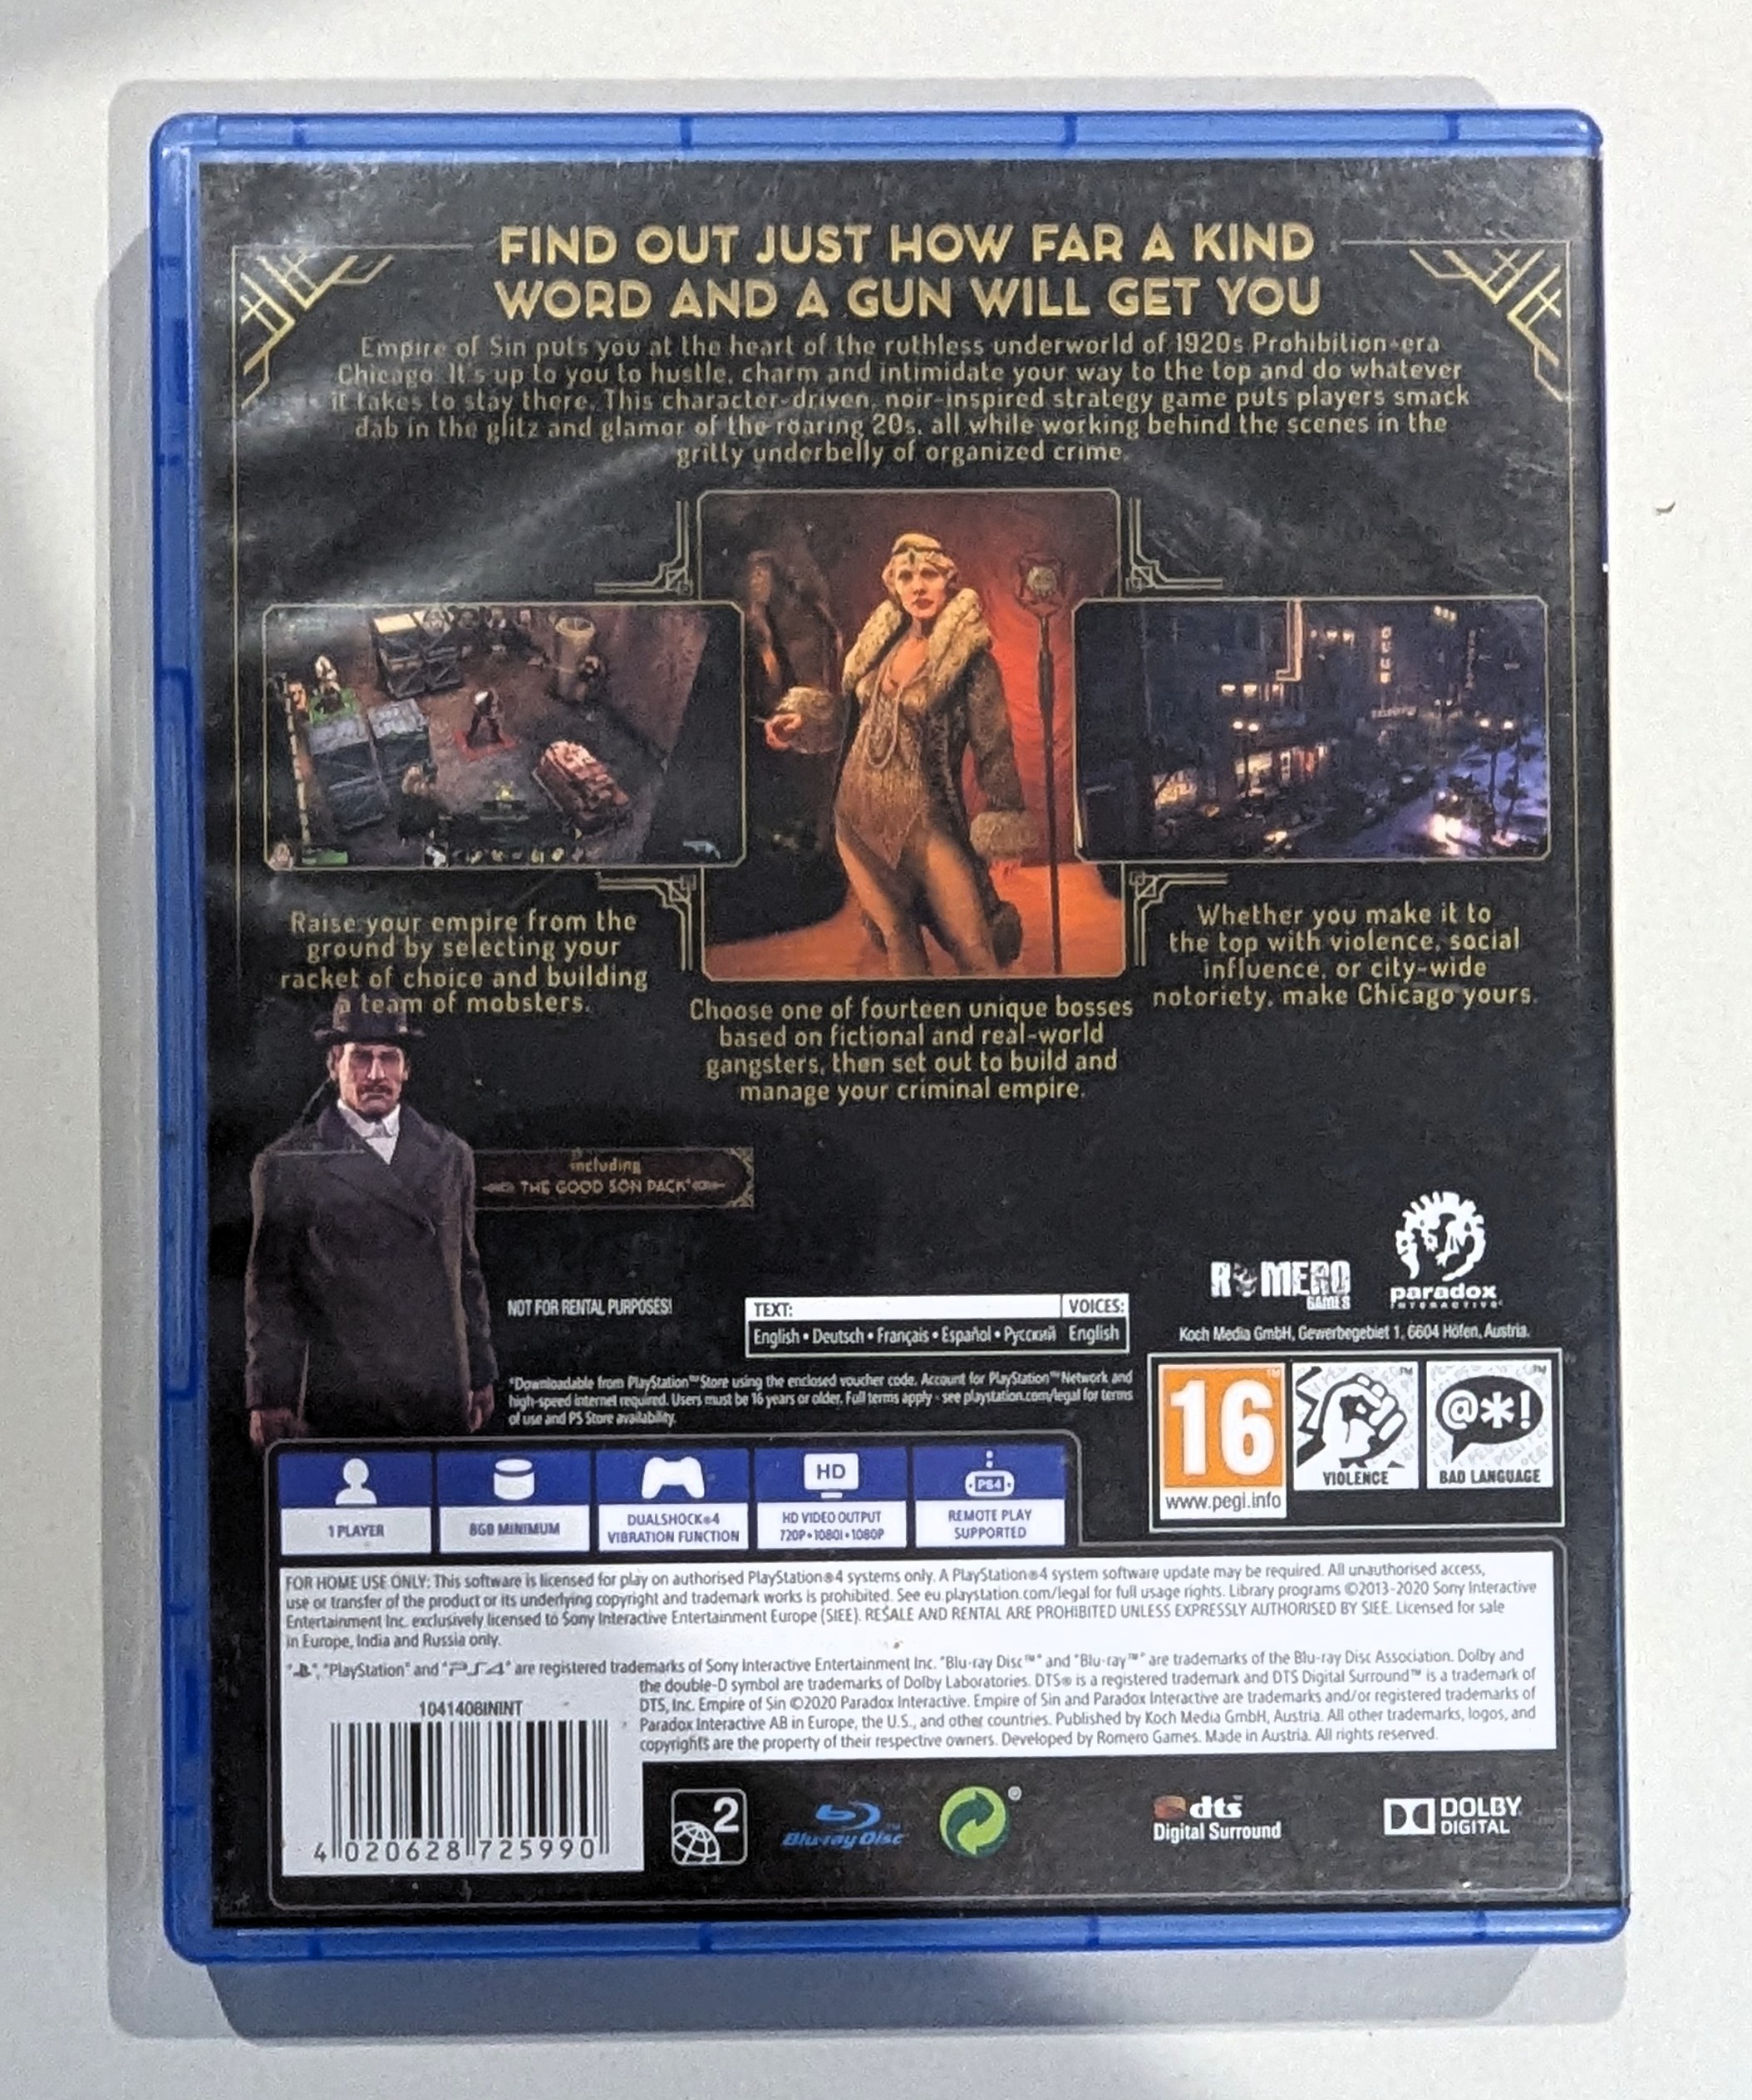 FIND OUT JUST HOW FAR A KIND
WORD AND A GUN WILL GET YOU
Empire of Sin puts you at the heart of the ruthless underworld of 1920s Prohibition-era
Chicago. It's up to you to hustle, charm and intimidate your way to the top and do whatever
it takes to stay there. This character-driven, noir-inspired strategy game puts players smack
dab in the glitz and glamor of the roaring 20s, all while working behind the scenes in the
gritty underbelly of organized crime.
Raise your empire from the
ground by selecting your
racket of choice and building
a team of mobsters.
Choose one of fourteen unique bosses
based on fictional and real-world
gangsters, then set out to build and
manage your criminal empire.
Whether you make it to
the top with violence, social
influence, or city-wide
notoriety, make Chicago yours.
including
THE GOOD SON PACK*
ROMERO
GAMES
paradox
INTERACTIVE
NOT FOR RENTAL PURPOSES!
TEXT: VOICES:
English • Deutsch • Français • Español • Русский English
Koch Media GmbH, Gewerbegebiet 1, 6604 Höfen, Austria.
*Downloadable from PlayStation™Store using the enclosed voucher code. Account for PlayStation™Network and
high-speed internet required. Users must be 16 years or older. Full terms apply - see playstation.com/legal for terms
of use and PS Store availability.
16
www.pegi.info
VIOLENCE
@*!
BAD LANGUAGE
HD
PS4
1 PLAYER
8GB MINIMUM
DUALSHOCK®4
VIBRATION FUNCTION
HD VIDEO OUTPUT
720P•1080I•1080P
REMOTE PLAY
SUPPORTED
FOR HOME USE ONLY: This software is licensed for play on authorised PlayStation®4 systems only. A PlayStation®4 system software update may be required. All unauthorised access,
use or transfer of the product or its underlying copyright and trademark works is prohibited. See eu.playstation.com/legal for full usage rights. Library programs ©2013-2020 Sony Interactive
Entertainment Inc. exclusively licensed to Sony Interactive Entertainment Europe (SIEE). RESALE AND RENTAL ARE PROHIBITED UNLESS EXPRESSLY AUTHORISED BY SIEE. Licensed for sale
in Europe, India and Russia only.
"", "PlayStation" and "PS4" are registered trademarks of Sony Interactive Entertainment Inc. "Blu-ray Disc™" and "Blu-ray™" are trademarks of the Blu-ray Disc Association. Dolby and
the double-D symbol are trademarks of Dolby Laboratories. DTS® is a registered trademark and DTS Digital Surround™ is a trademark of
DTS, Inc. Empire of Sin ©2020 Paradox Interactive. Empire of Sin and Paradox Interactive are trademarks and/or registered trademarks of
Paradox Interactive AB in Europe, the U.S., and other countries. Published by Koch Media GmbH, Austria. All other trademarks, logos, and
copyrights are the property of their respective owners. Developed by Romero Games. Made in Austria. All rights reserved.
1041408ININT
4 020628 725990
2
Blu-ray Disc™
dts
Digital Surround
DOLBY
DIGITAL